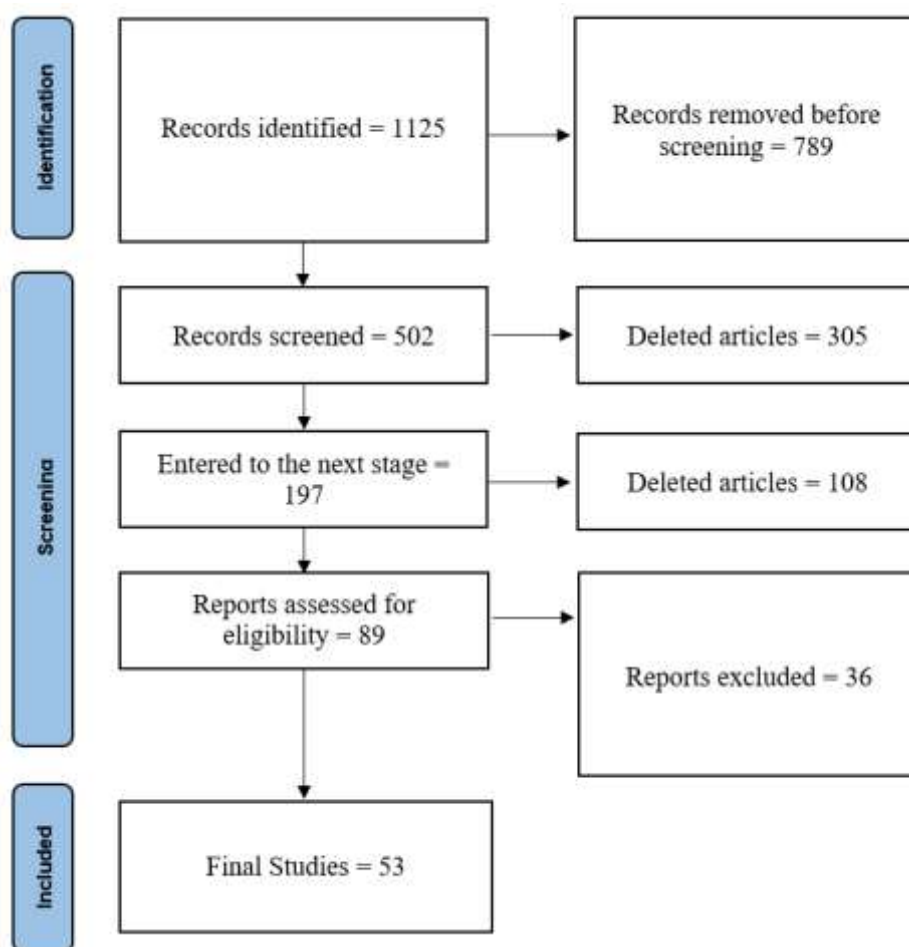 Identification
Records identified = 1125
Records removed before
screening = 789
Screening
Records screened = 502
Deleted articles = 305
Entered to the next stage =
197
Deleted articles = 108
Reports assessed for
eligibility = 89
Reports excluded = 36
Included
Final Studies = 53